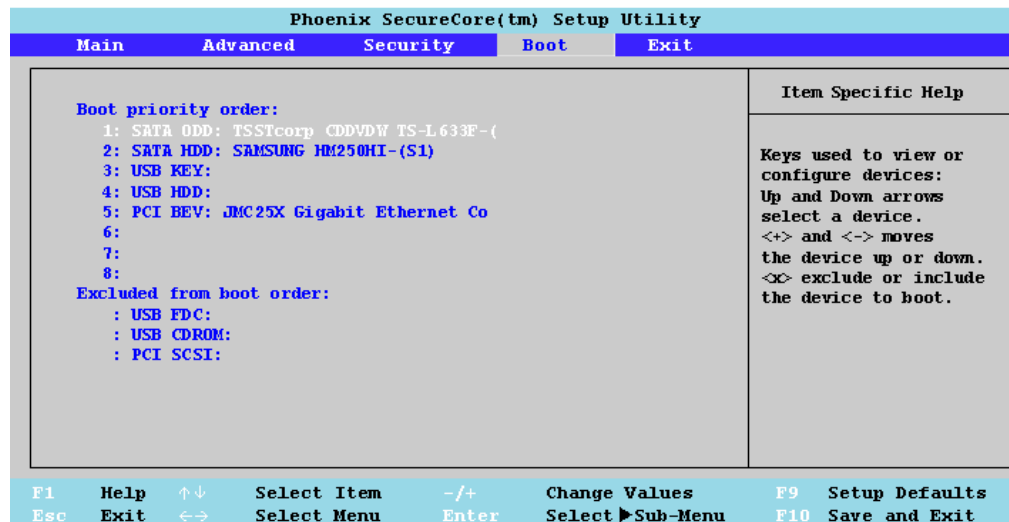 Phoenix SecureCore(tm) Setup Utility
Main Advanced Security Boot Exit
Boot priority order:
1: SATA ODD: TSSTcorp CDDVDW TS-L633F-(
2: SATA HDD: SAMSUNG HM250HI-(S1)
3: USB KEY:
4: USB HDD:
5: PCI BEV: JMC25X Gigabit Ethernet Co
6:
7:
8:
Excluded from boot order:
: USB FDC:
: USB CDROM:
: PCI SCSI:
Item Specific Help
Keys used to view or
configure devices:
Up and Down arrows
select a device.
<+> and <-> moves
the device up or down.
<x> exclude or include
the device to boot.
F1 Help ↑↓ Select Item -/+ Change Values F9 Setup Defaults
Esc Exit ←→ Select Menu Enter Select ▶Sub-Menu F10 Save and Exit